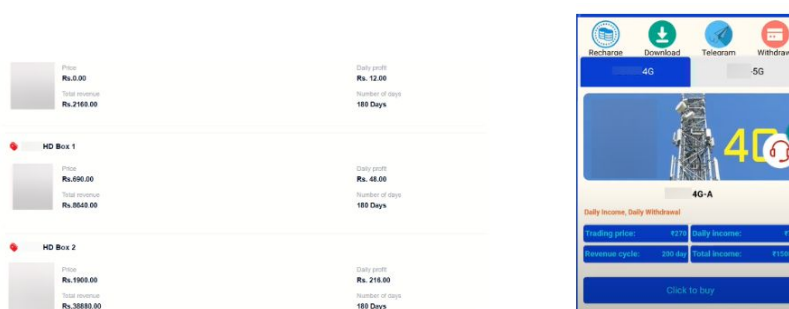 Price
Daily profit
Rs.0.00
Rs. 12.00
Total revenue
Number of days
Rs.2160.00
180 Days
HD Box 1
Price
Daily profit
Rs.690.00
Rs. 48.00
Total revenue
Number of days
Rs.8640.00
180 Days
HD Box 2
Price
Daily profit
Rs.1900.00
Rs. 216.00
Total revenue
Number of days
Rs.38880.00
180 Days
Recharge Download Telegram Withdraw
4G -5G
4G
4G-A
Daily Income, Daily Withdrawal
Trading price: ₹270 Daily income:
Revenue cycle: 200 day Total income:
Click to buy